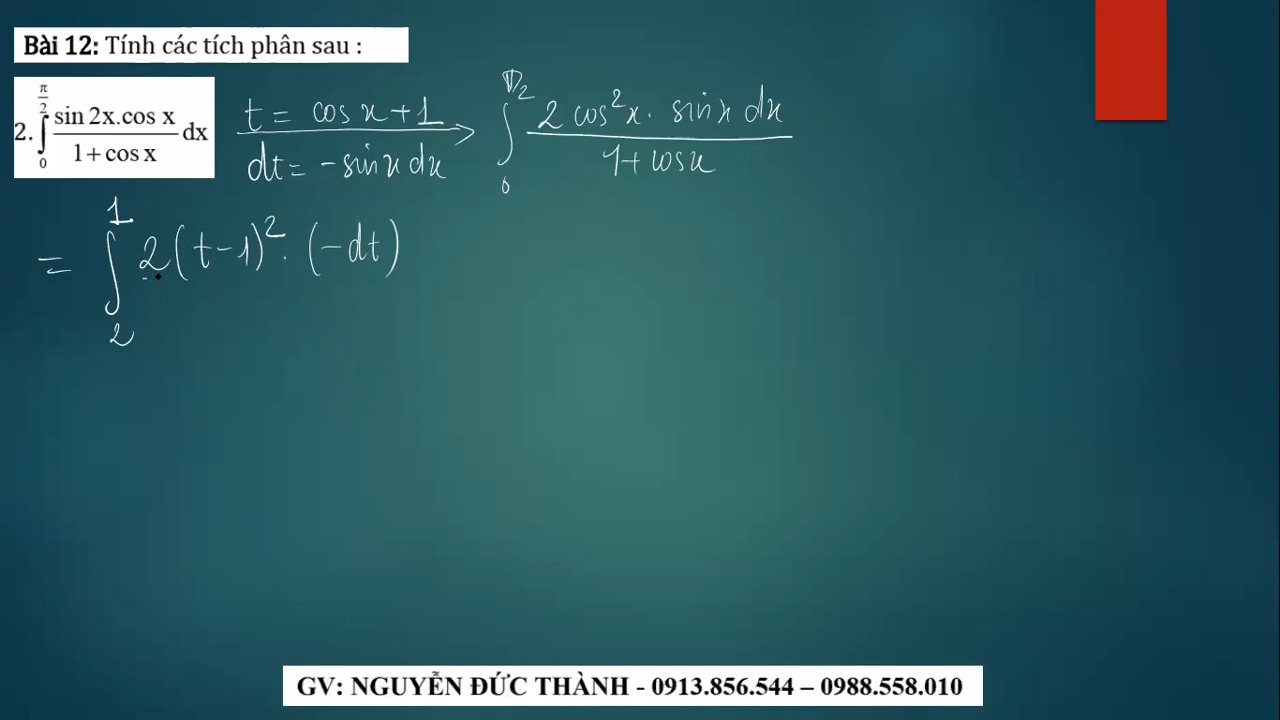 Bài 12: Tính các tích phân sau :
2. ∫₀^{π/2} sin 2x.cos x / 1+cos x dx
t = cos x + 1
dt = -sin x dx
∫₀^{π/2} 2 cos²x . sin x dx / 1 + cos x
= ∫₂¹ 2(t-1)² . (-dt)
GV: NGUYỄN ĐỨC THÀNH - 0913.856.544 – 0988.558.010